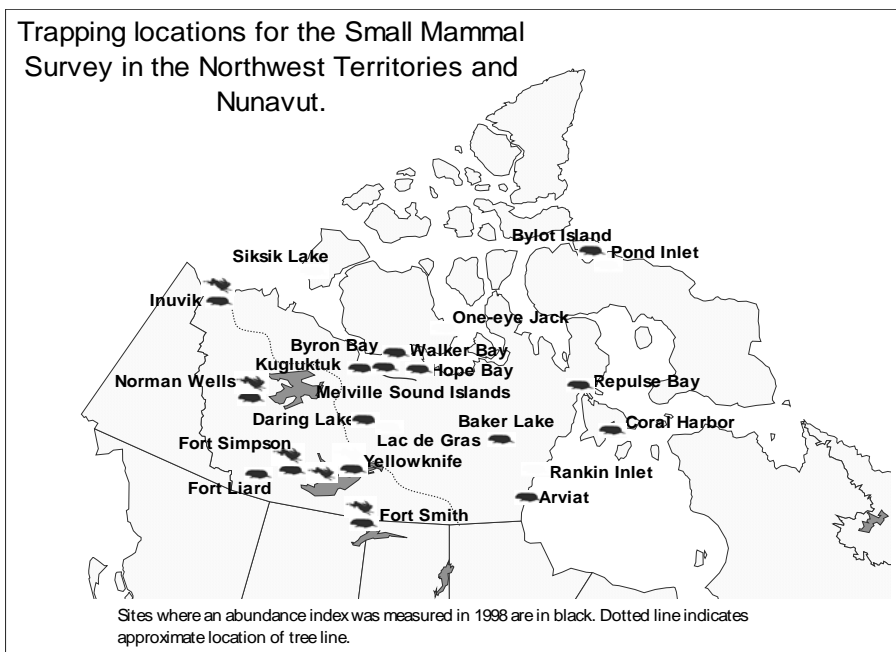 Trapping locations for the Small Mammal
Survey in the Northwest Territories and
Nunavut.
Bylot Island
Pond Inlet
Siksik Lake
Inuvik
One-eye Jack
Byron Bay
Walker Bay
Kugluktuk
Hope Bay
Norman Wells
Repulse Bay
Melville Sound Islands
Daring Lake
Baker Lake
Coral Harbor
Fort Simpson
Lac de Gras
Yellowknife
Rankin Inlet
Fort Liard
Arviat
Fort Smith
Sites where an abundance index was measured in 1998 are in black. Dotted line indicates
approximate location of tree line.